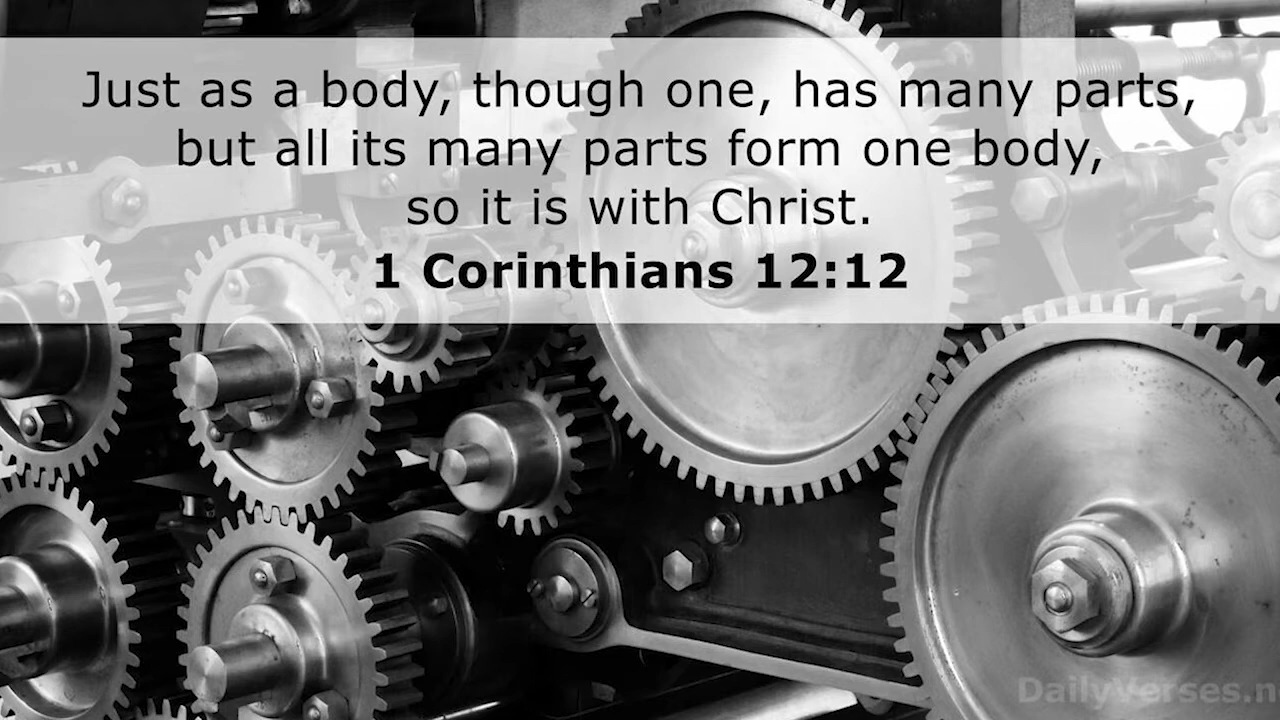 Just as a body, though one, has many parts,
but all its many parts form one body,
so it is with Christ.
1 Corinthians 12:12
DailyVerses.n